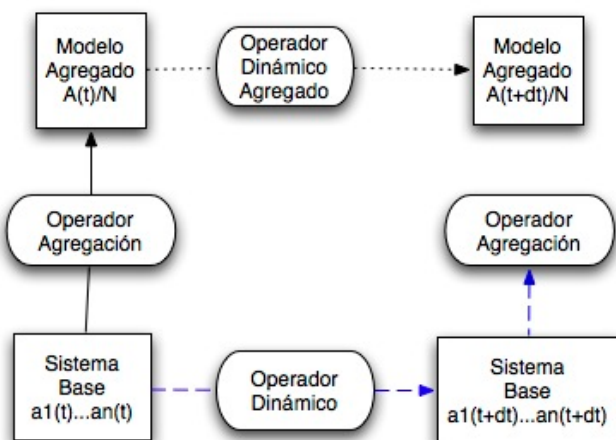 Modelo
Agregado
A(t)/N
Operador
Dinámico
Agregado
Modelo
Agregado
A(t+dt)/N
Operador
Agregación
Operador
Agregación
Sistema
Base
a1(t)...an(t)
Operador
Dinámico
Sistema
Base
a1(t+dt)...an(t+dt)